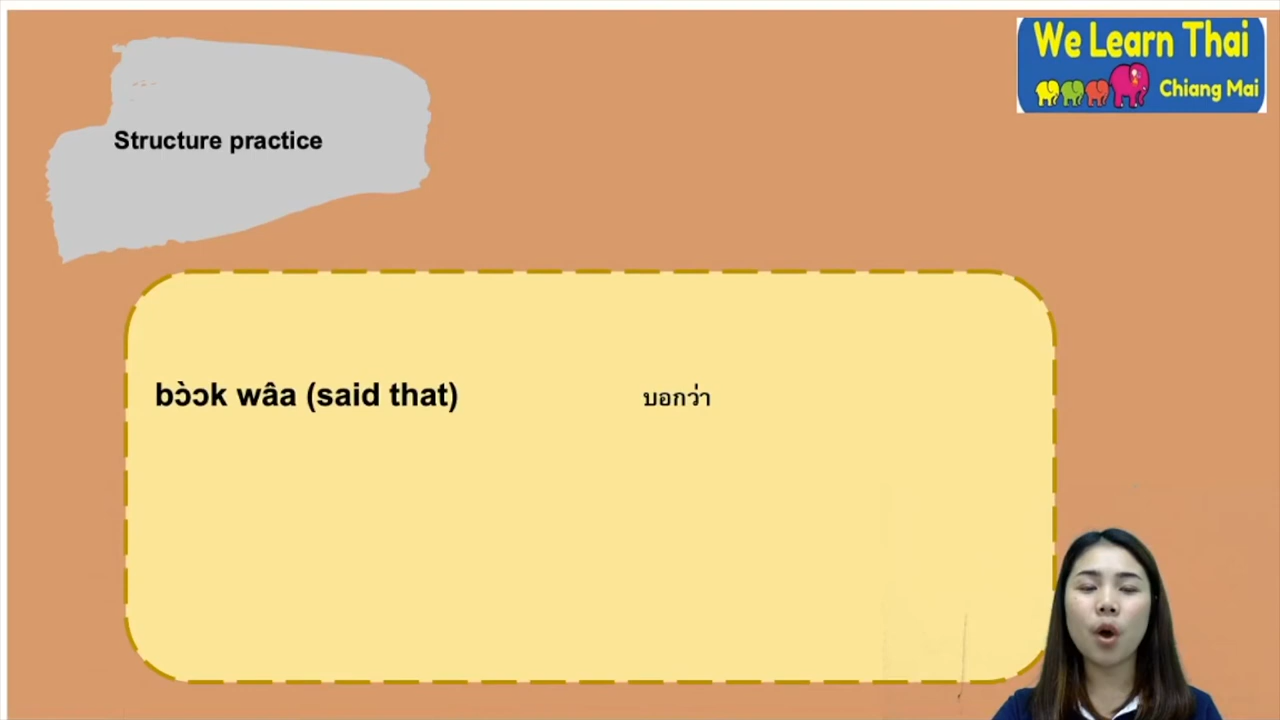 We Learn Thai
Chiang Mai
Structure practice
bɔ̀ɔk wâa (said that) บอกว่า